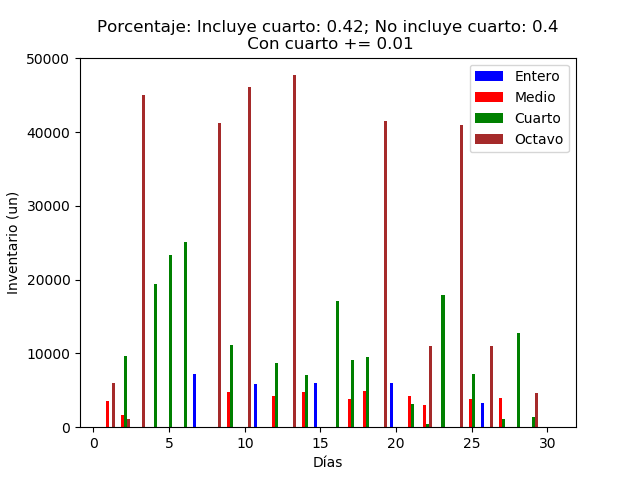 Porcentaje: Incluye cuarto: 0.42; No incluye cuarto: 0.4
Con cuarto += 0.01
Inventario (un)
50000
40000
30000
20000
10000
0
Entero
Medio
Cuarto
Octavo
0 5 10 15 20 25 30
Días